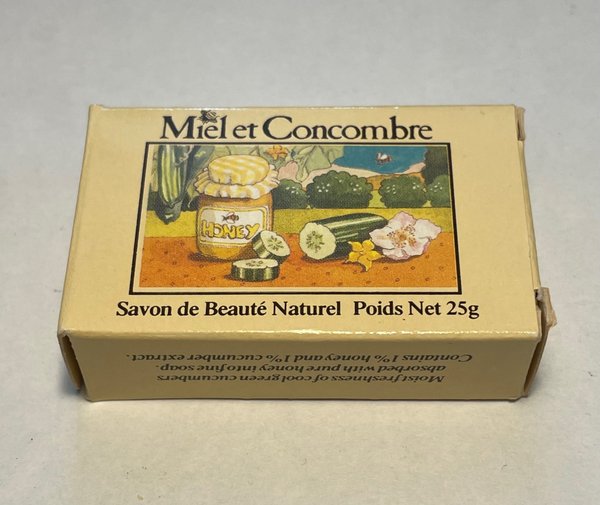 Miel et Concombre
HONEY
Savon de Beauté Naturel Poids Net 25g
Moist freshness of cool green cucumbers
absorbed with pure honey into fine soap.
Contains 1% honey and 1% cucumber extract.